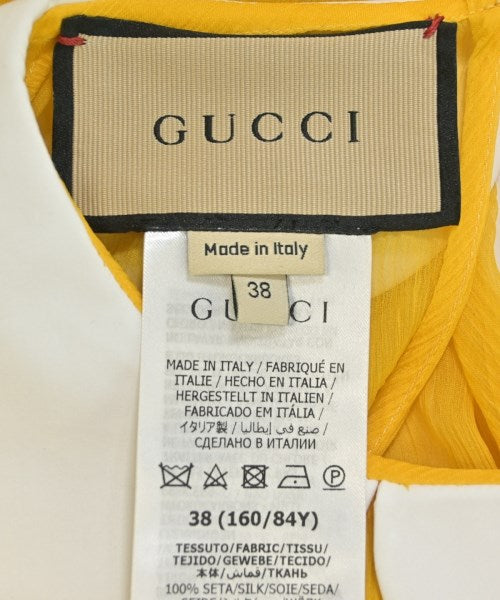 GUCCI
Made in Italy
38
GUCCI
MADE IN ITALY / FABRIQUÉ EN
ITALIE / HECHO EN ITALIA /
HERGESTELLT IN ITALIEN /
FABRICADO EM ITÁLIA /
イタリア製 / صنع في إيطاليا /
СДЕЛАНО В ИТАЛИИ
38 (160/84Y)
TESSUTO/FABRIC/TISSU/
TEJIDO/GEWEBE/TECIDO/
本体/قماش/ТКАНЬ
100% SETA/SILK/SOIE/SEDA/